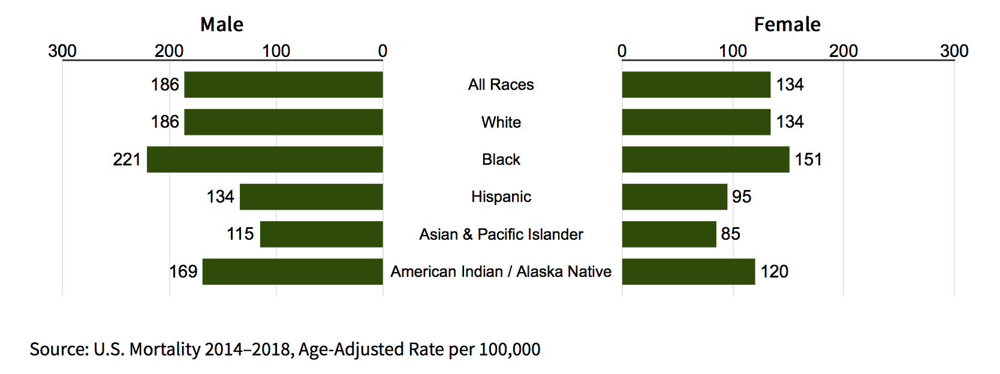 Male Female
300 200 100 0 0 100 200 300
186 All Races 134
186 White 134
221 Black 151
134 Hispanic 95
115 Asian & Pacific Islander 85
169 American Indian / Alaska Native 120
Source: U.S. Mortality 2014–2018, Age-Adjusted Rate per 100,000